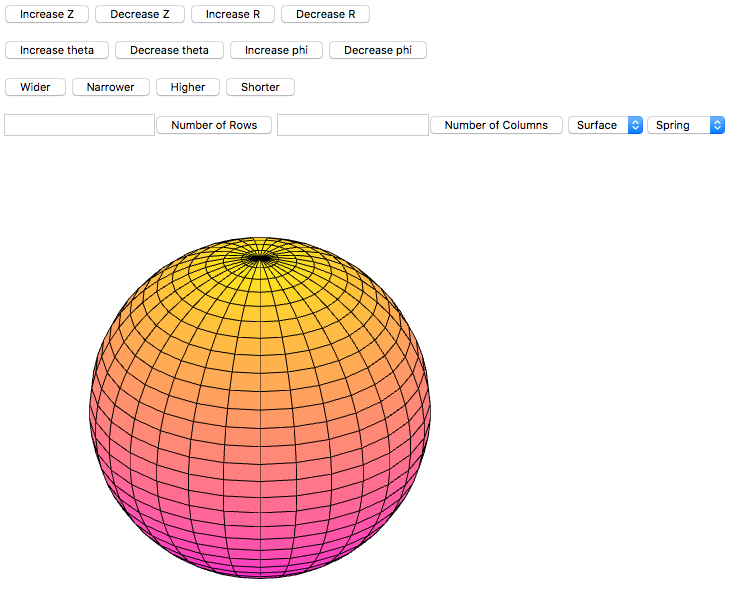 Increase Z Decrease Z Increase R Decrease R
Increase theta Decrease theta Increase phi Decrease phi
Wider Narrower Higher Shorter
Number of Rows Number of Columns Surface Spring